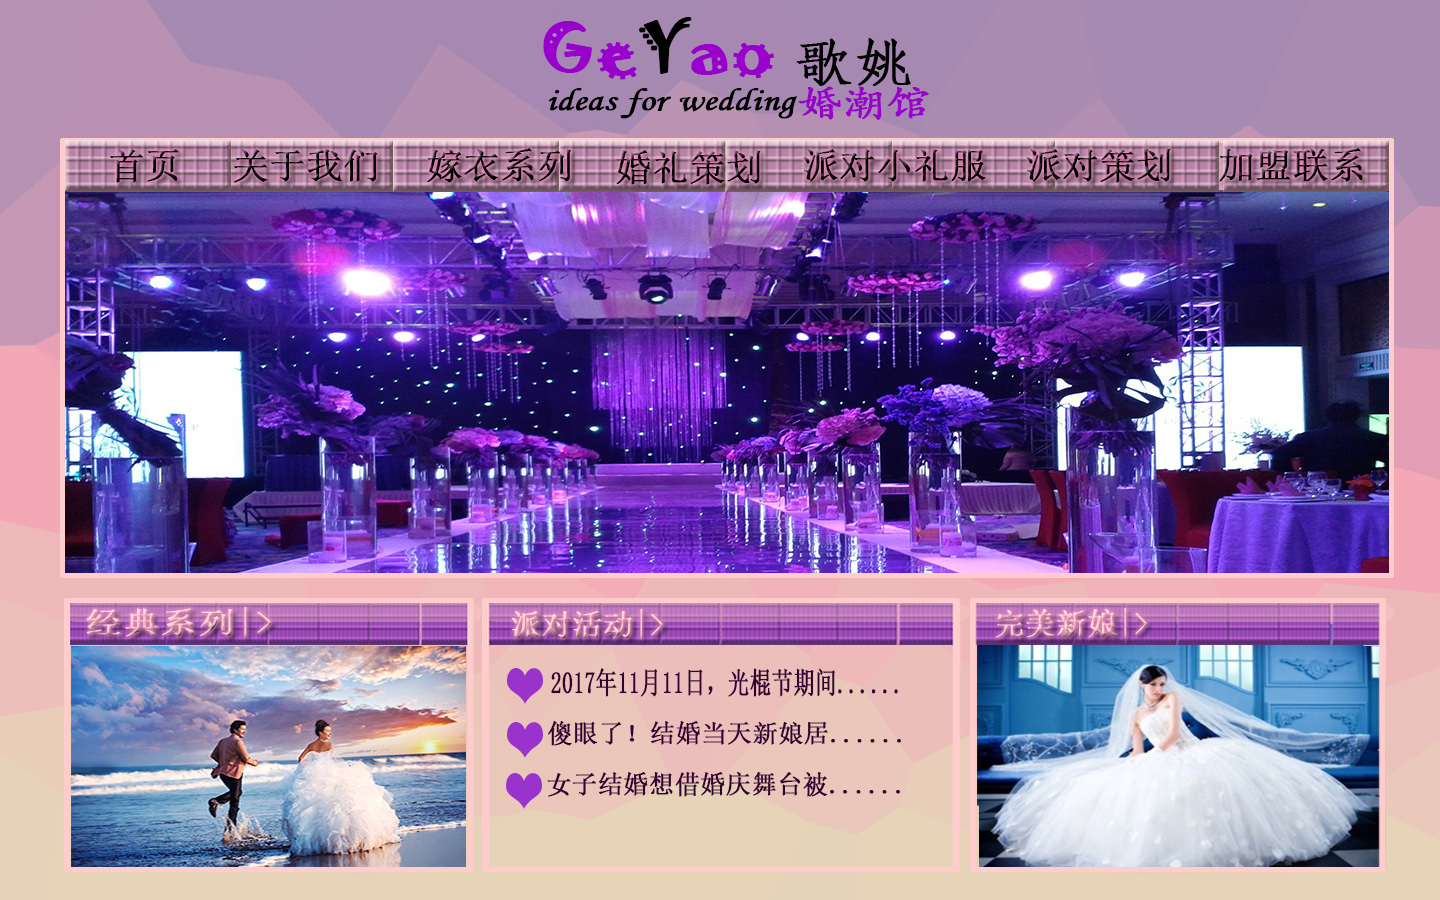 GeYao 歌姚
ideas for wedding婚潮馆
首页 关于我们 嫁衣系列 婚礼策划 派对小礼服 派对策划 加盟联系
经典系列|>
派对活动|>
2017年11月11日，光棍节期间......
傻眼了！结婚当天新娘居......
女子结婚想借婚庆舞台被......
完美新娘|>